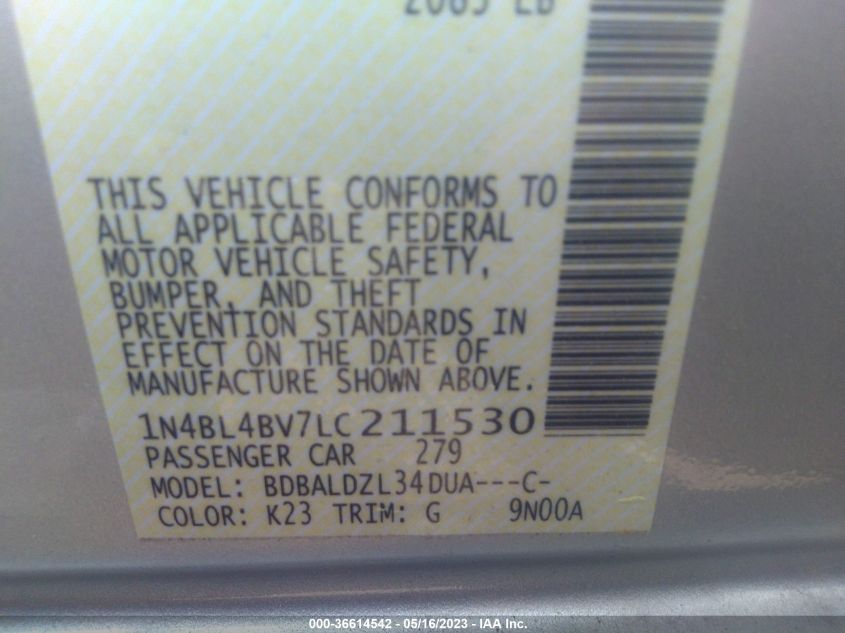 2085 LB
THIS VEHICLE CONFORMS TO
ALL APPLICABLE FEDERAL
MOTOR VEHICLE SAFETY,
BUMPER, AND THEFT
PREVENTION STANDARDS IN
EFFECT ON THE DATE OF
MANUFACTURE SHOWN ABOVE.
1N4BL4BV7LC211530
PASSENGER CAR 279
MODEL: BDBALDZL34DUA---C-
COLOR: K23 TRIM: G 9N00A
000-36614542 - 05/16/2023 - IAA Inc.